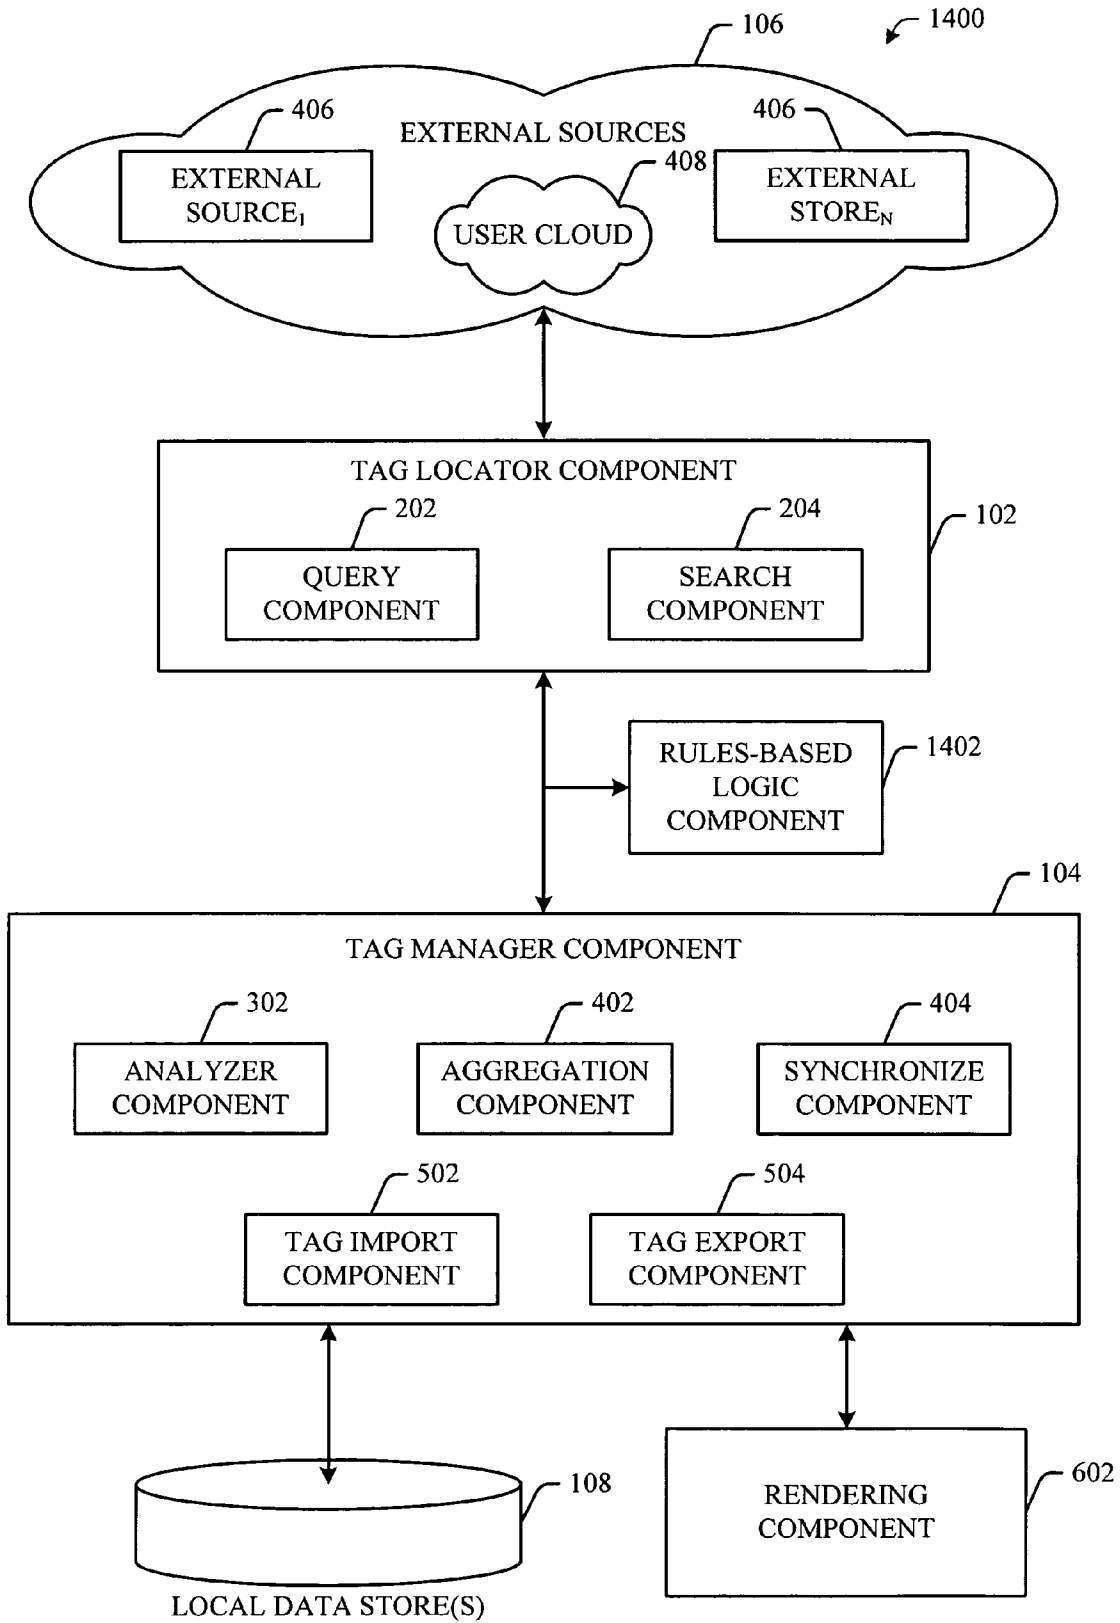 1400
106
406
EXTERNAL SOURCES
406
EXTERNAL
SOURCE1
408
USER CLOUD
EXTERNAL
STOREN
TAG LOCATOR COMPONENT
202
204
102
QUERY
COMPONENT
SEARCH
COMPONENT
RULES-BASED
LOGIC
COMPONENT
1402
104
TAG MANAGER COMPONENT
302
402
404
ANALYZER
COMPONENT
AGGREGATION
COMPONENT
SYNCHRONIZE
COMPONENT
502
504
TAG IMPORT
COMPONENT
TAG EXPORT
COMPONENT
108
LOCAL DATA STORE(S)
602
RENDERING
COMPONENT